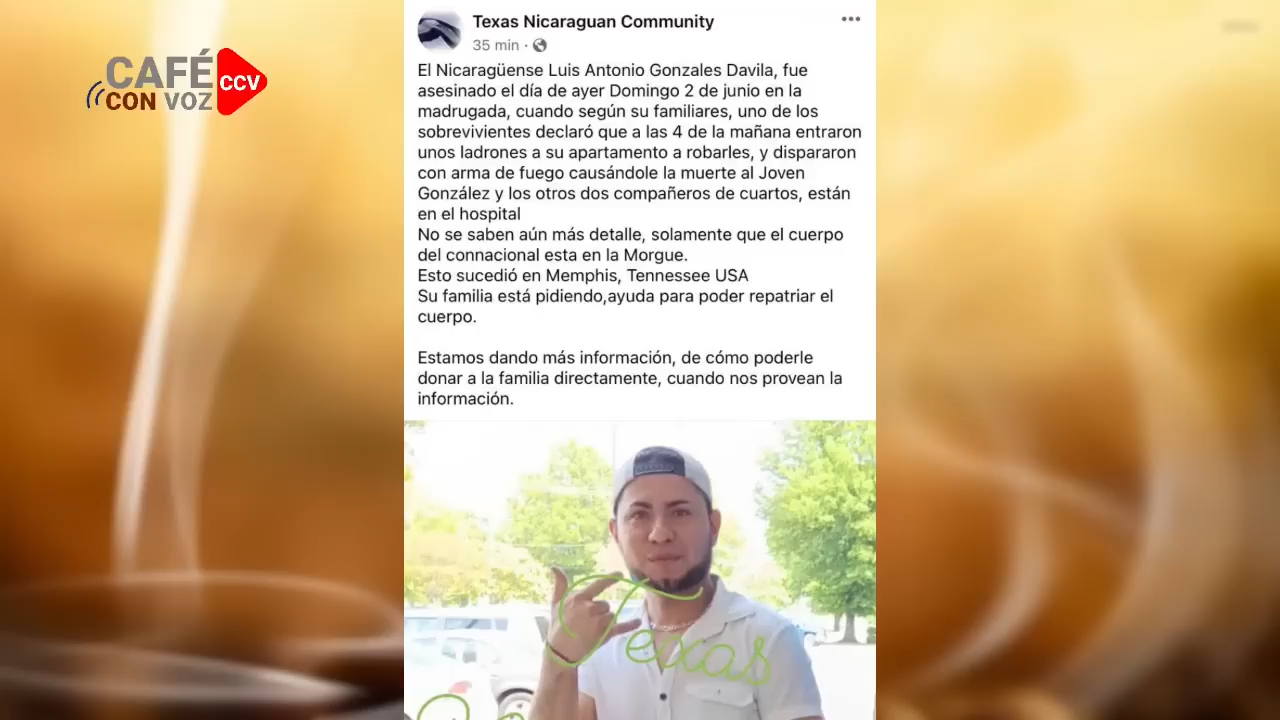 CAFÉ
CON VOZ
CCV
Texas Nicaraguan Community
35 min ·
El Nicaragüense Luis Antonio Gonzales Davila, fue
asesinado el día de ayer Domingo 2 de junio en la
madrugada, cuando según su familiares, uno de los
sobrevivientes declaró que a las 4 de la mañana entraron
unos ladrones a su apartamento a robarles, y dispararon
con arma de fuego causándole la muerte al Joven
González y los otros dos compañeros de cuartos, están
en el hospital
No se saben aún más detalle, solamente que el cuerpo
del connacional esta en la Morgue.
Esto sucedió en Memphis, Tennessee USA
Su familia está pidiendo,ayuda para poder repatriar el
cuerpo.
Estamos dando más información, de cómo poderle
donar a la familia directamente, cuando nos provean la
información.
Texas